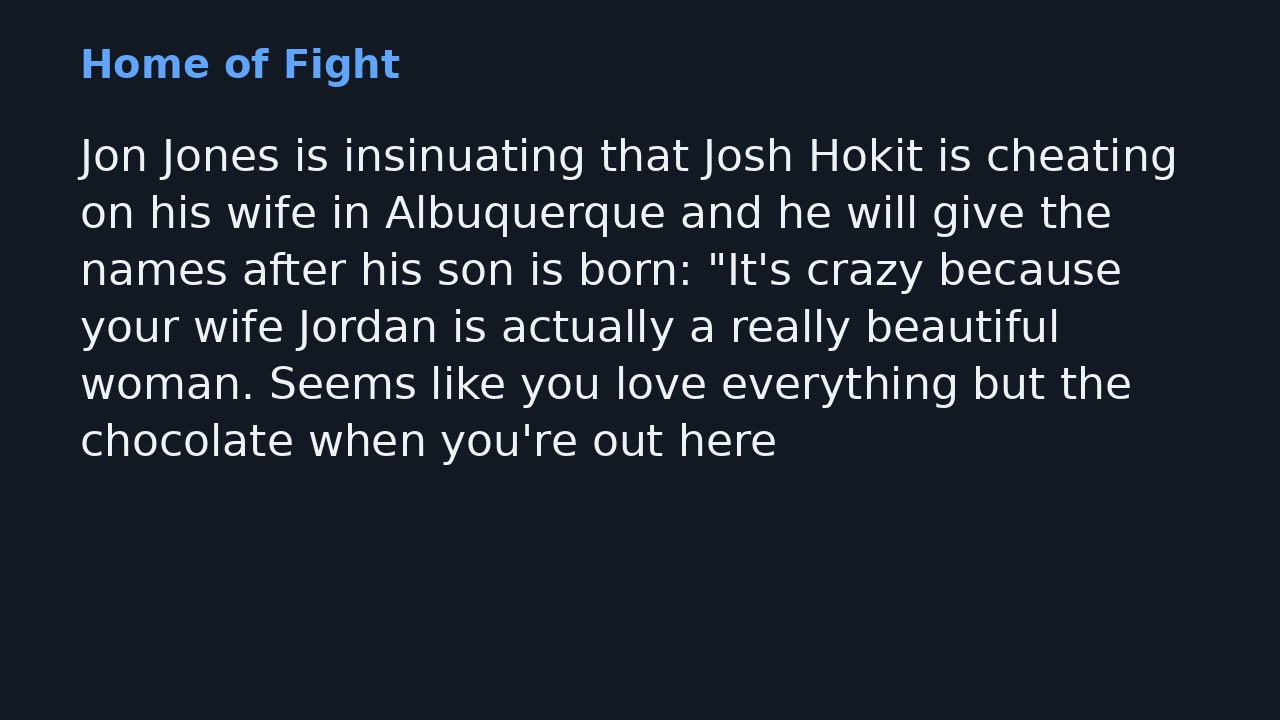 Home of Fight
Jon Jones is insinuating that Josh Hokit is cheating
on his wife in Albuquerque and he will give the
names after his son is born: "It's crazy because
your wife Jordan is actually a really beautiful
woman. Seems like you love everything but the
chocolate when you're out here